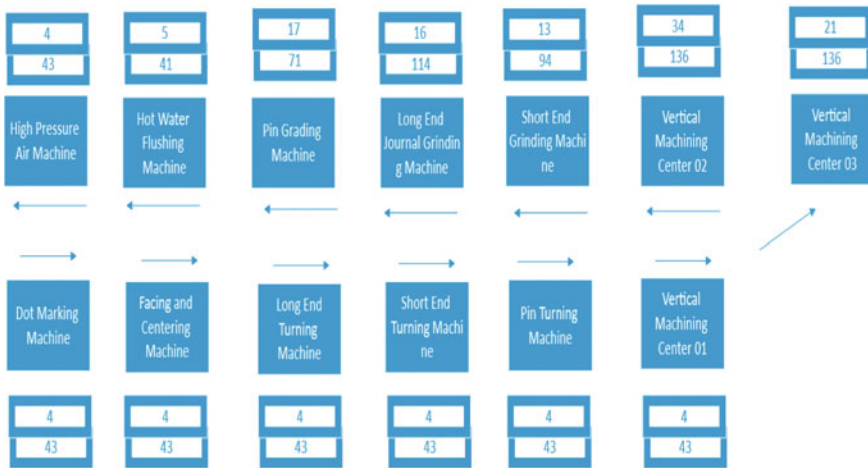 4 5 17 16 13 34 21
43 41 71 114 94 136 136
High Pressure
Air Machine
Hot Water
Flushing
Machine
Pin Grading
Machine
Long End
Journal Grindin
g Machine
Short End
Grinding Machi
ne
Vertical
Machining
Center 02
Vertical
Machining
Center 03
Dot Marking
Machine
Facing and
Centering
Machine
Long End
Turning
Machine
Short End
Turning Machi
ne
Pin Turning
Machine
Vertical
Machining
Center 01
4 4 4 4 4 4
43 43 43 43 43 43